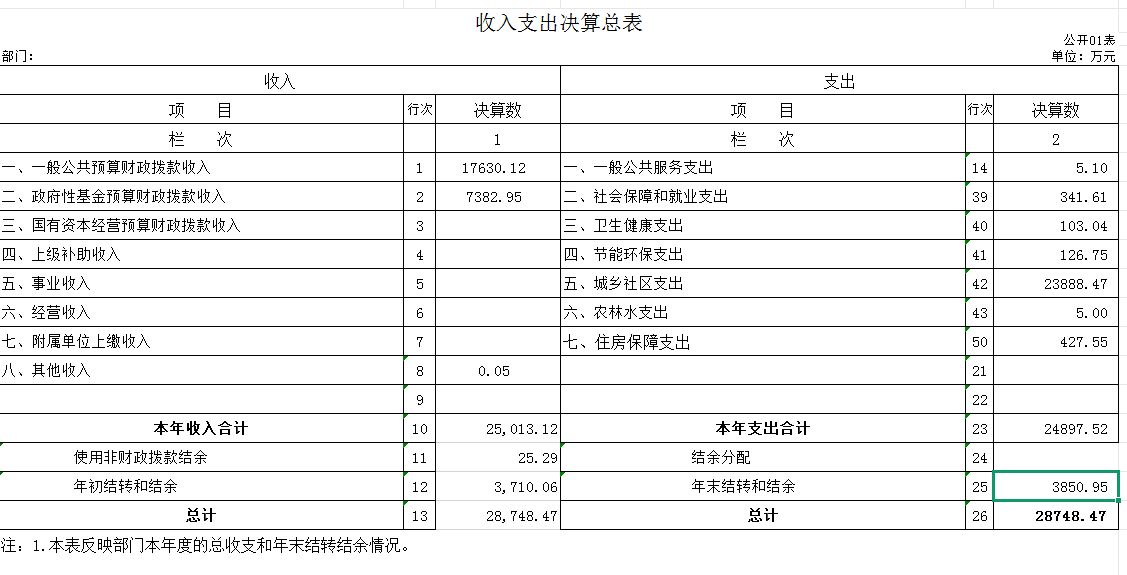 收入支出决算总表
公开01表
部门： 单位：万元
收入 支出
项 目 行次 决算数 项 目 行次 决算数
栏 次 1 栏 次 2
一、一般公共预算财政拨款收入 1 17630.12 一、一般公共服务支出 14 5.10
二、政府性基金预算财政拨款收入 2 7382.95 二、社会保障和就业支出 39 341.61
三、国有资本经营预算财政拨款收入 3 三、卫生健康支出 40 103.04
四、上级补助收入 4 四、节能环保支出 41 126.75
五、事业收入 5 五、城乡社区支出 42 23888.47
六、经营收入 6 六、农林水支出 43 5.00
七、附属单位上缴收入 7 七、住房保障支出 50 427.55
八、其他收入 8 0.05 21
9 22
本年收入合计 10 25,013.12 本年支出合计 23 24897.52
使用非财政拨款结余 11 25.29 结余分配 24
年初结转和结余 12 3,710.06 年末结转和结余 25 3850.95
总计 13 28,748.47 总计 26 28748.47
注：1.本表反映部门本年度的总收支和年末结转结余情况。